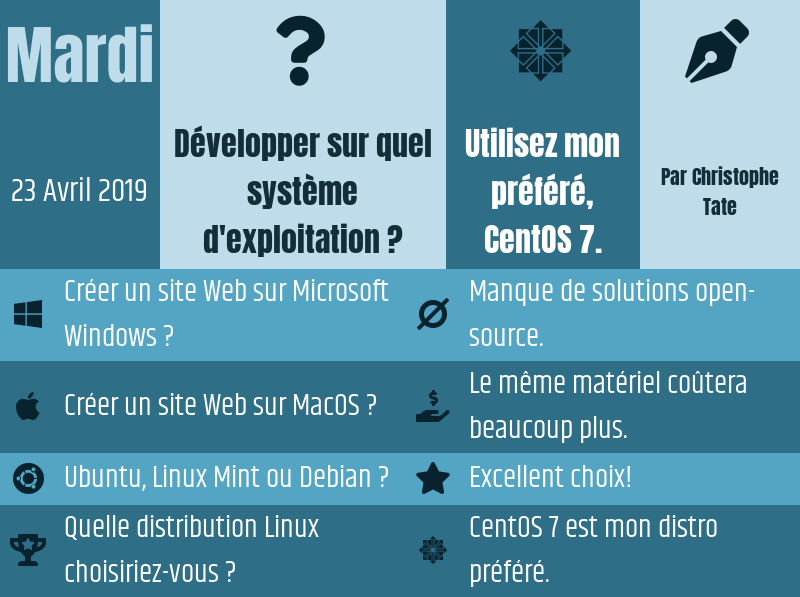 Mardi
23 Avril 2019
Développer sur quel
système
d'exploitation ?
Utilisez mon
préféré,
CentOS 7.
Par Christophe
Tate
Créer un site Web sur Microsoft
Windows ?
Manque de solutions open-
source.
Créer un site Web sur MacOS ?
Le même matériel coûtera
beaucoup plus.
Ubuntu, Linux Mint ou Debian ?
Excellent choix!
Quelle distribution Linux
choisiriez-vous ?
CentOS 7 est mon distro
préféré.